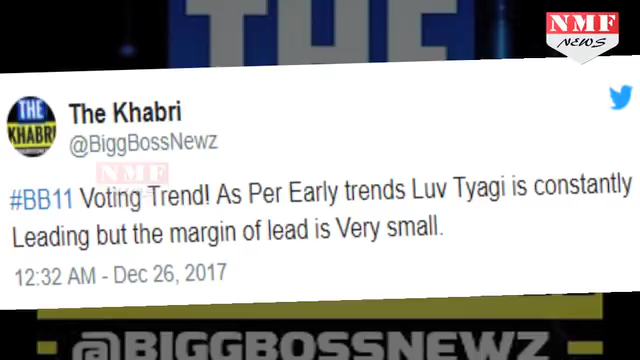 THE
NMF
NEWS
THE
KHABRI
The Khabri
@BiggBossNewz
NMF
#BB11 Voting Trend! As Per Early trends Luv Tyagi is constantly
Leading but the margin of lead is Very small.
12:32 AM - Dec 26, 2017
@BIGGBOSSNEWZ